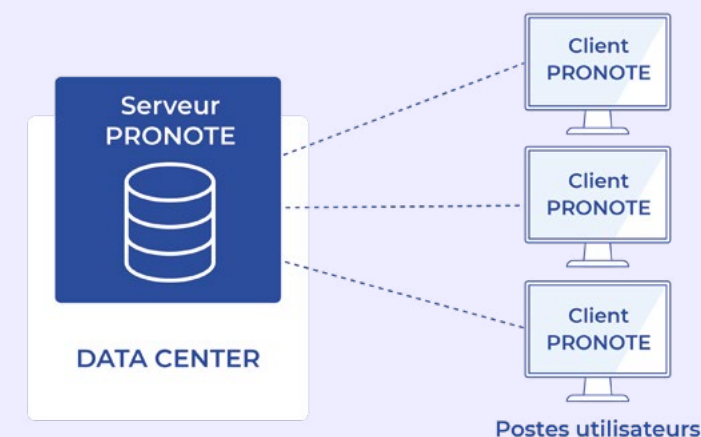 Serveur
PRONOTE
DATA CENTER
Client
PRONOTE
Client
PRONOTE
Client
PRONOTE
Postes utilisateurs